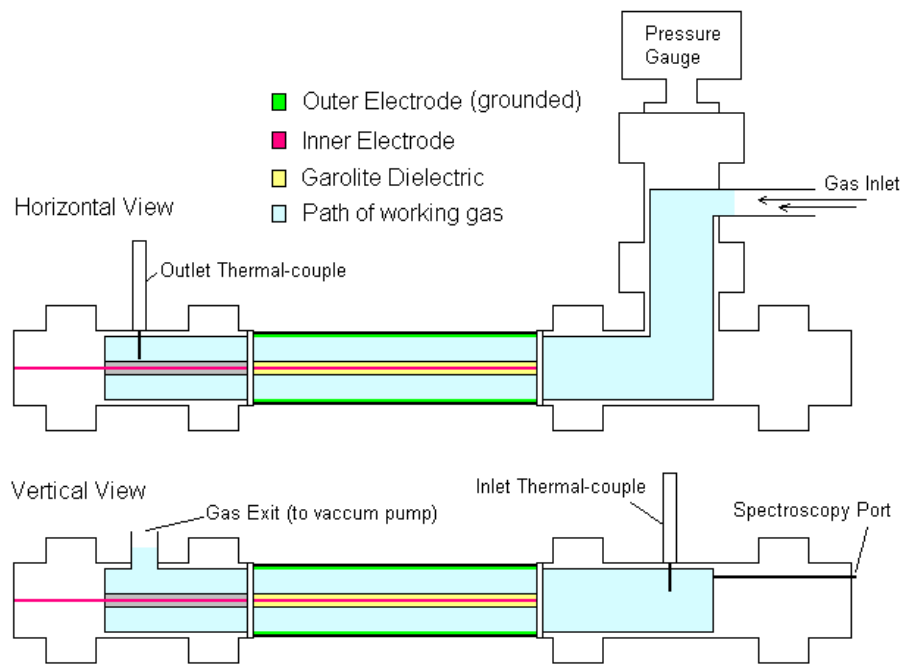 Pressure
Gauge
Outer Electrode (grounded)
Inner Electrode
Garolite Dielectric
Gas Inlet
Horizontal View
Path of working gas
Outlet Thermal-couple
Vertical View
Inlet Thermal-couple
Gas Exit (to vaccum pump)
Spectroscopy Port